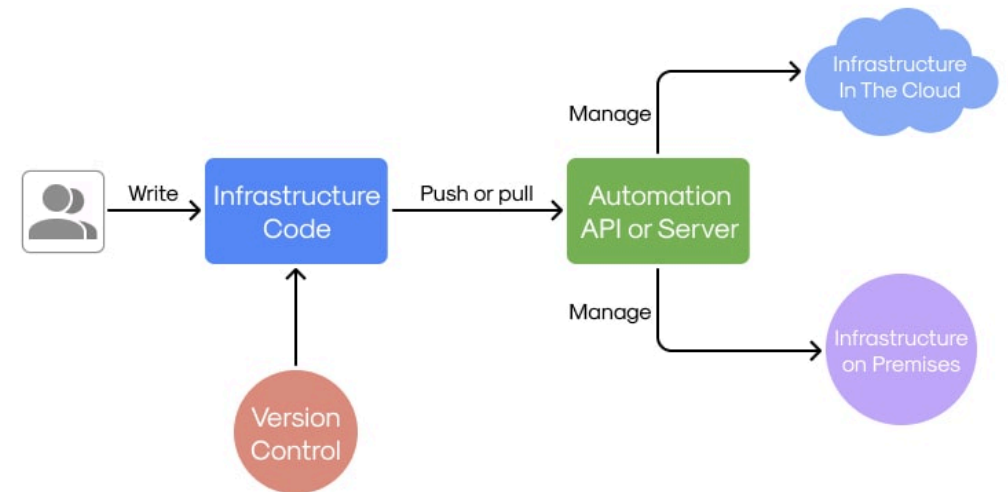 Infrastructure
In The Cloud
Manage
Write
Infrastructure
Code
Push or pull
Automation
API or Server
Manage
Infrastructure
on Premises
Version
Control